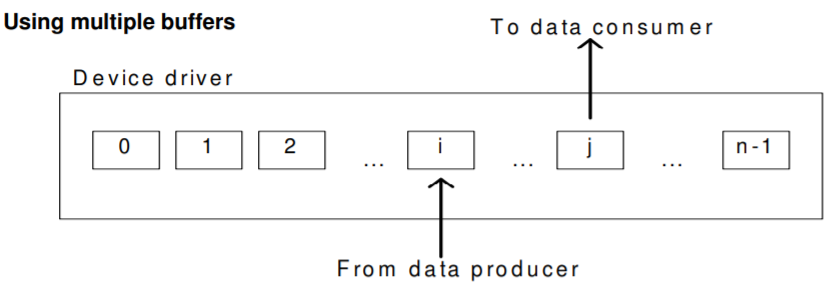 Using multiple buffers
To data consumer
Device driver
0 1 2 ... i ... j ... n-1
From data producer